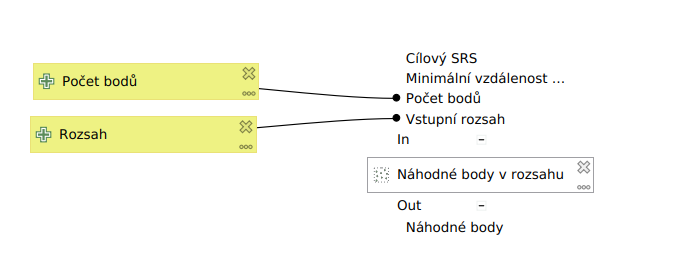 Cílový SRS
Minimální vzdálenost ...
Počet bodů
Počet bodů
Vstupní rozsah
Rozsah
In –
Náhodné body v rozsahu
Out –
Náhodné body